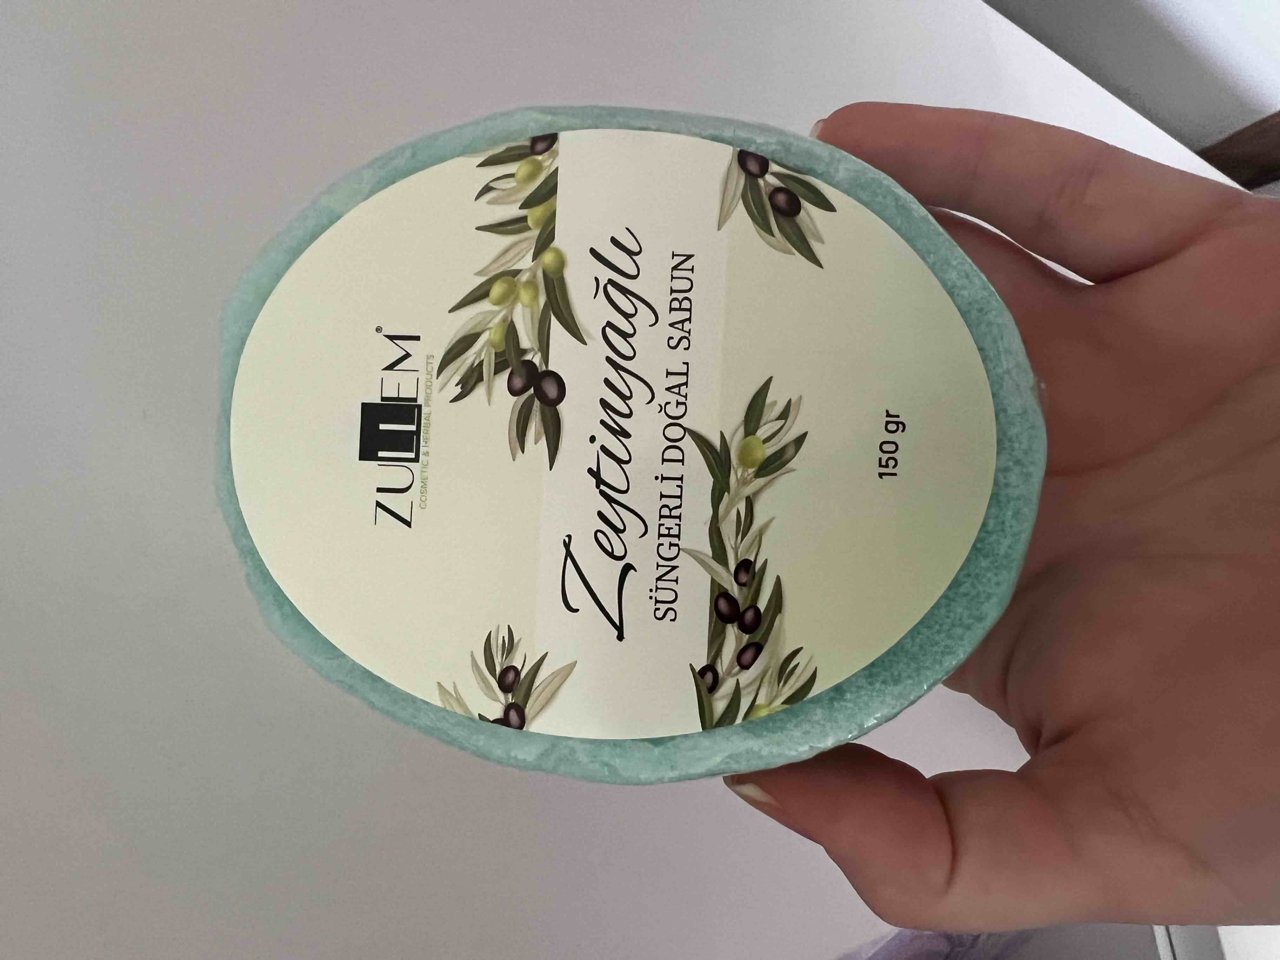 ZULLEM®
COSMETIC & HERBAL PRODUCTS
Zeytinyağlı
SÜNGERLİ DOĞAL SABUN
150 gr